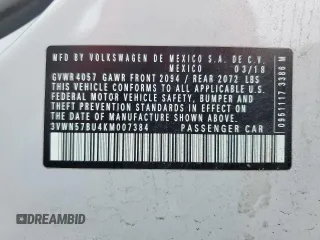 MFD BY VOLKSWAGEN DE MEXICO S.A. DE C.V.
MEXICO 03/18
GVWR 4057 GAWR FRONT 2094 / REAR 2072 LBS
THIS VEHICLE CONFORMS TO ALL APPLICABLE U.S.
FEDERAL MOTOR VEHICLE SAFETY, BUMPER AND THEFT
PREVENTION STANDARDS IN EFFECT ON THE DATE
OF MANUFACTURE SHOWN ABOVE.
3VWN57BU4KM007384 PASSENGER CAR
0951117 3386 M
DREAMBID